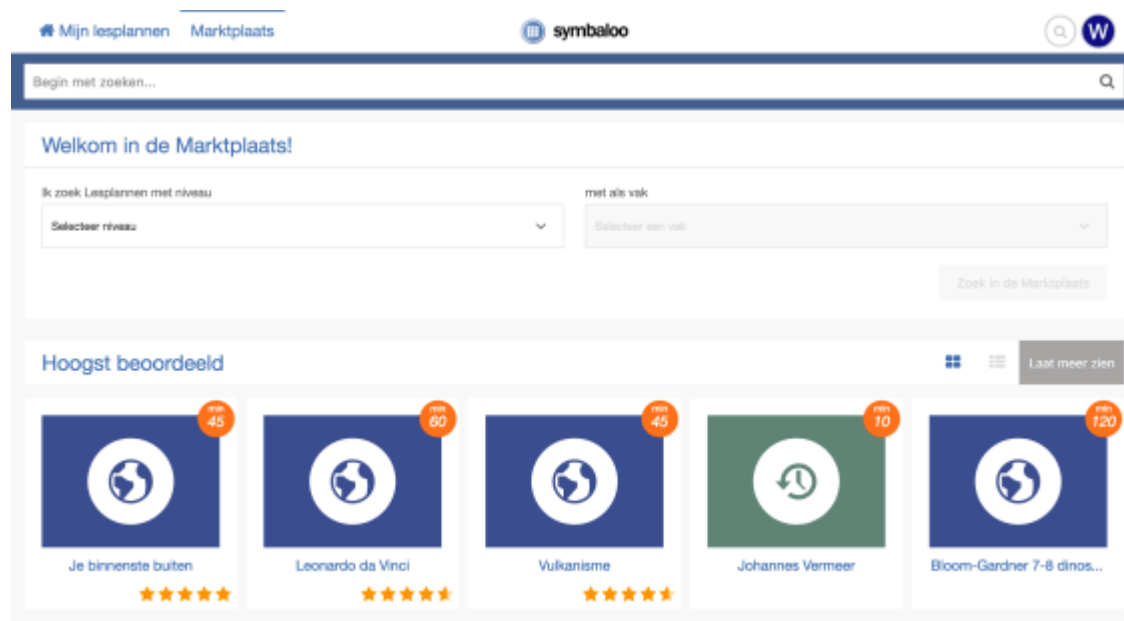 Mijn lesplannen Marktplaats symbaloo W
Begin met zoeken...
Welkom in de Marktplaats!
Ik zoek Lesplannen met niveau met als vak
Selecteer niveau Selecteer een vak
Zoek in de Marktplaats
Hoogst beoordeeld Laat meer zien
min min min min min
45 60 45 10 120
Je binnenste buiten Leonardo da Vinci Vulkanisme Johannes Vermeer Bloom-Gardner 7-8 dinos...